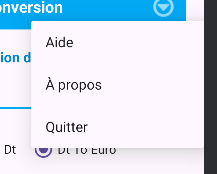 onversion
Aide
ion d
À propos
Quitter
Dt
Dt To Euro